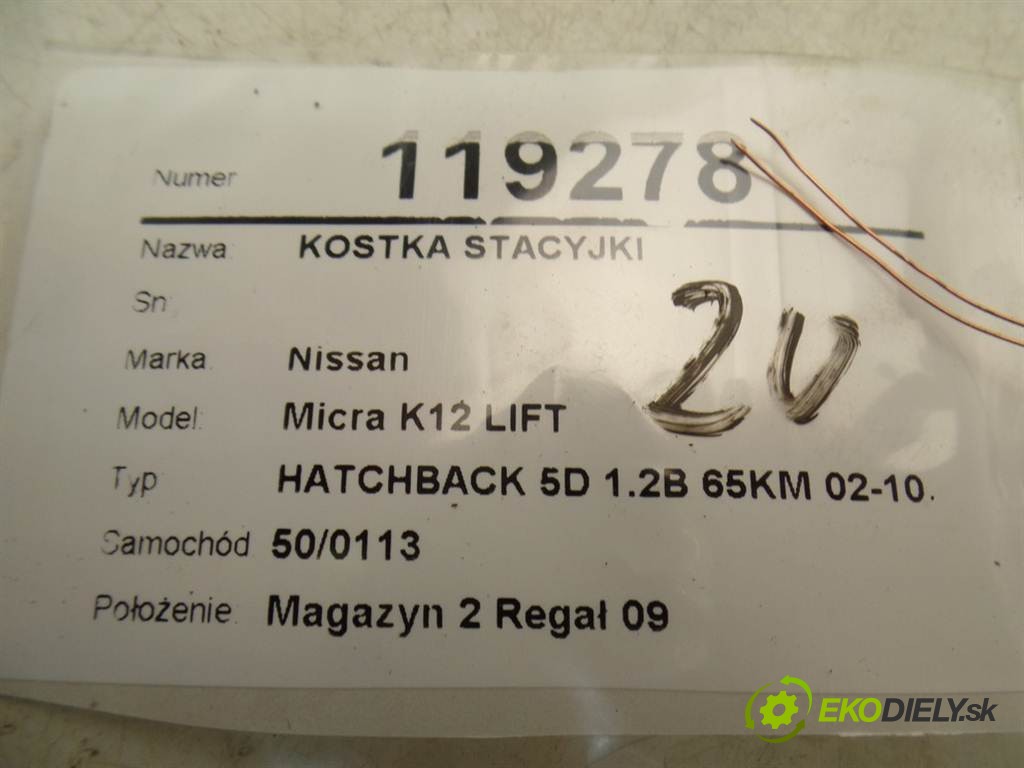 Numer 119278
Nazwa: KOSTKA STACYJKI
Sn:
20
Marka: Nissan
Model: Micra K12 LIFT
Typ HATCHBACK 5D 1.2B 65KM 02-10.
Samochód 50/0113
Położenie: Magazyn 2 Regał 09
EKODIELY.sk